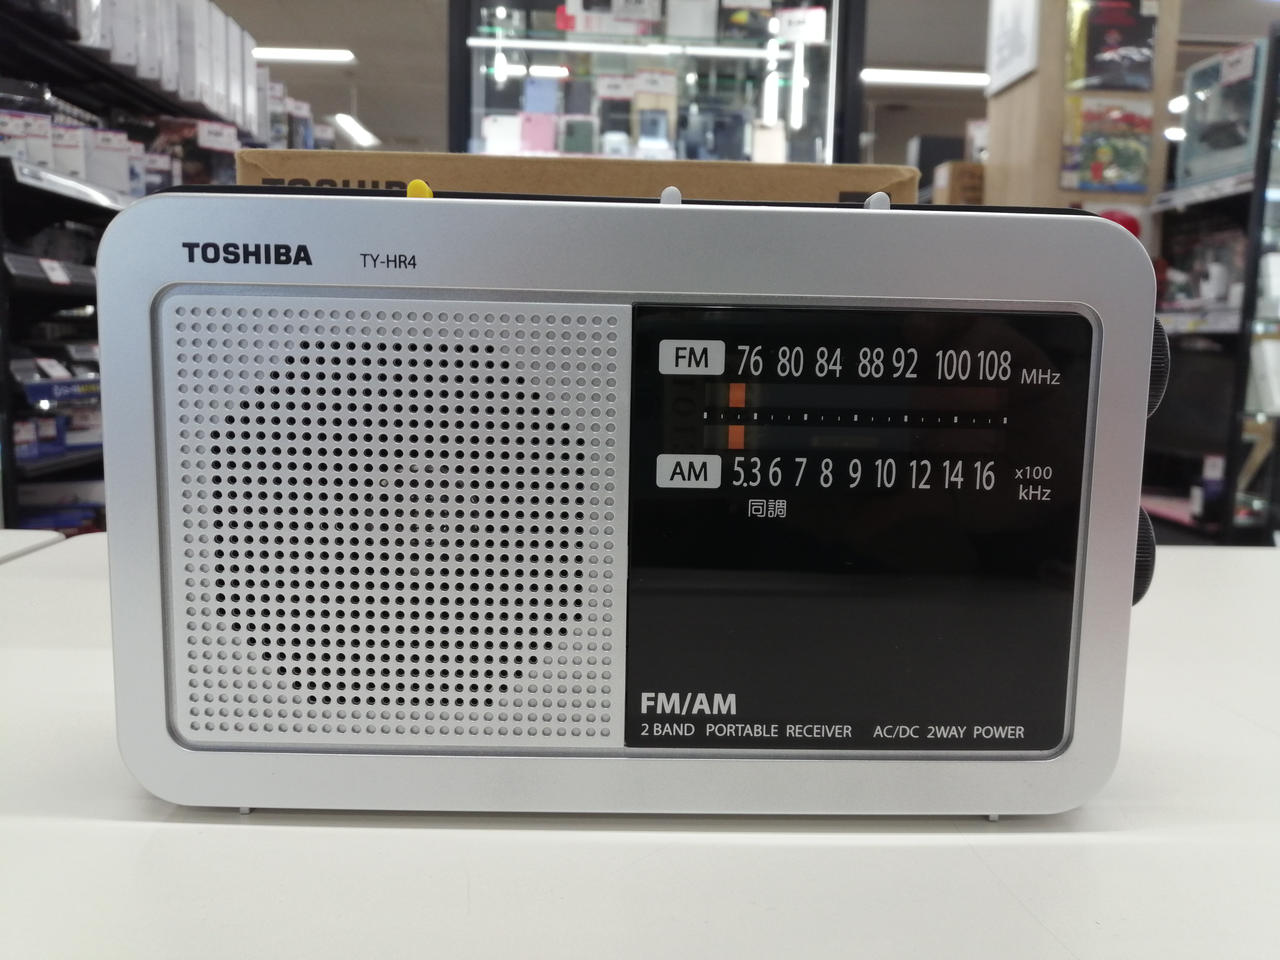 TOSHIBA TY-HR4
FM 76 80 84 88 92 100 108 MHz
AM 5.3 6 7 8 9 10 12 14 16 x100 kHz
同調
FM/AM
2 BAND PORTABLE RECEIVER AC/DC 2WAY POWER